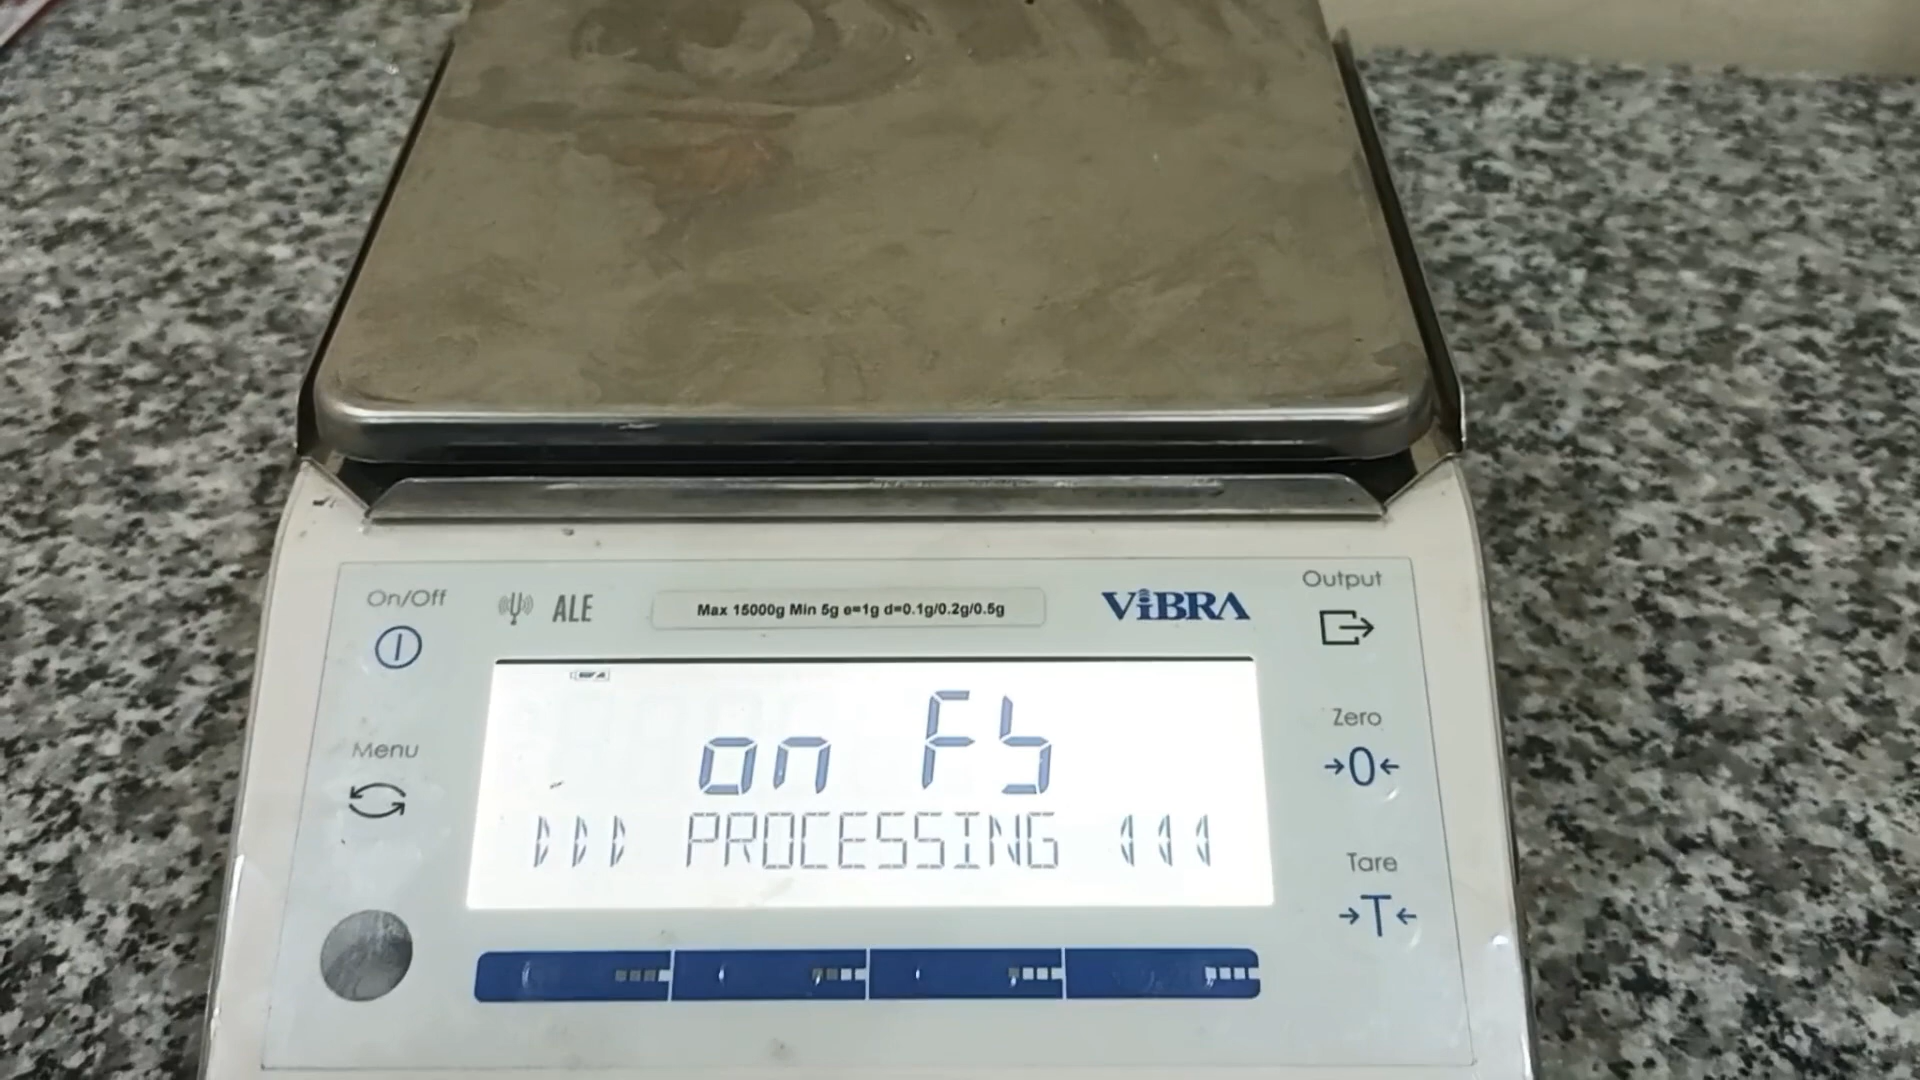 On/Off
ALE
Max 15000g Min 5g e=1g d=0.1g/0.2g/0.5g
ViBRA
Output
on F5
Zero
→0←
Menu
PROCESSING
Tare
→T←